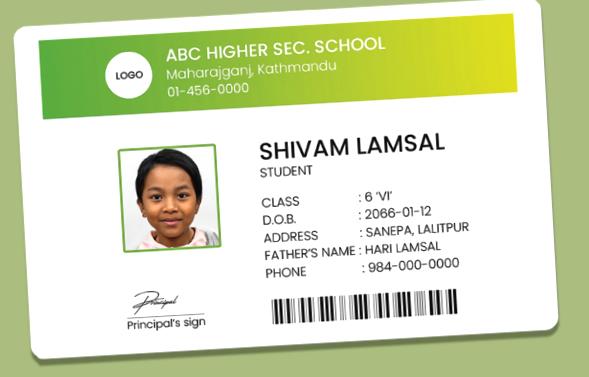 LOGO
ABC HIGHER SEC. SCHOOL
Maharajganj, Kathmandu
01-456-0000
SHIVAM LAMSAL
STUDENT
CLASS : 6 'VI'
D.O.B. : 2066-01-12
ADDRESS : SANEPA, LALITPUR
FATHER'S NAME : HARI LAMSAL
PHONE : 984-000-0000
Principal
Principal's sign